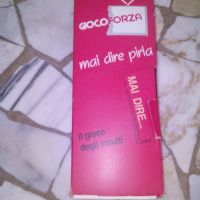 GIOCOFORZA
mai dire pirla
MAI DIRE...
il gioco
degli insulti